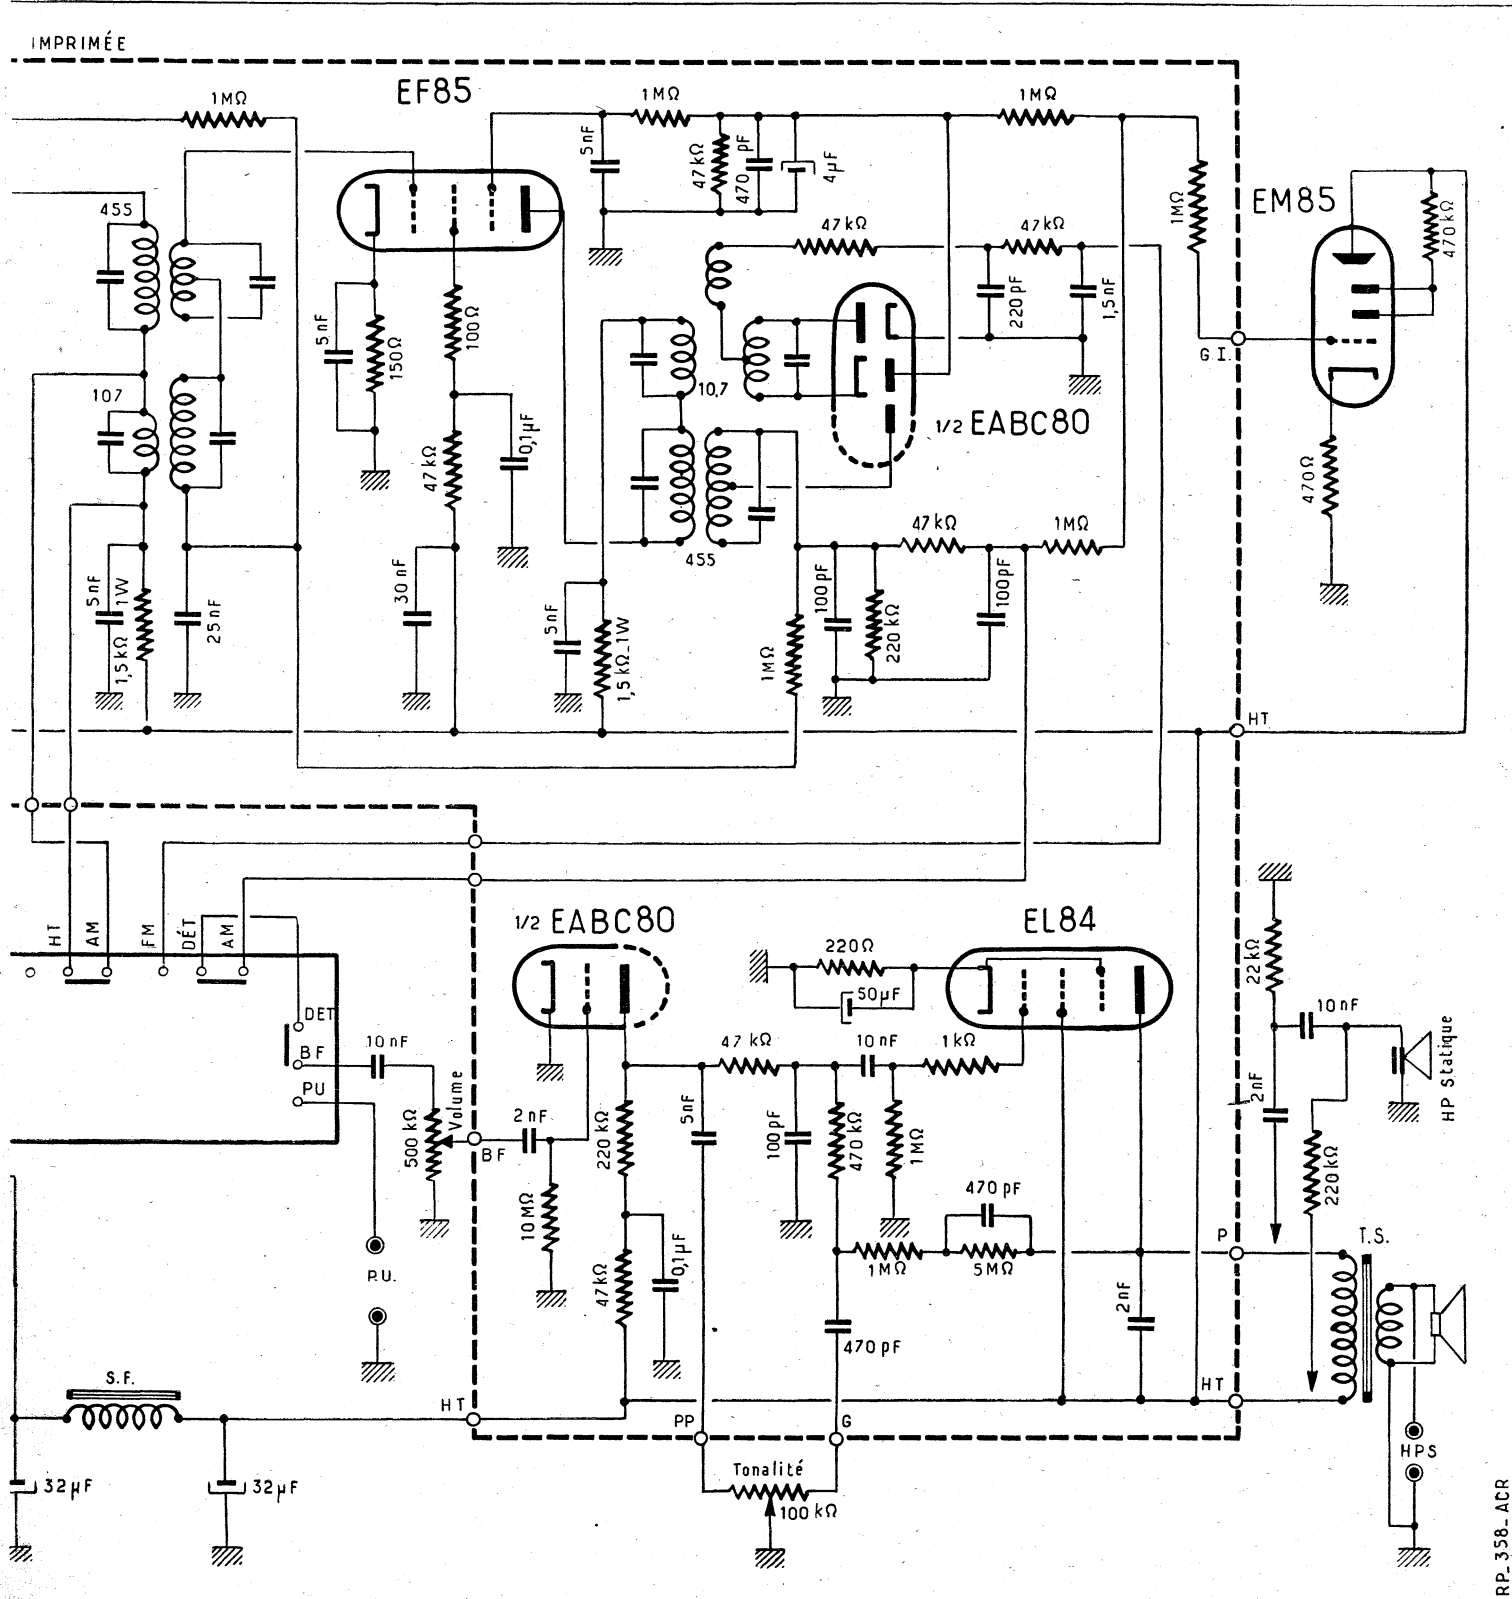 IMPRIMÉE
EF85
1MΩ
1MΩ
1MΩ
5nF
47kΩ
470 pF
4µF
1MΩ
EM85
470kΩ
455
47kΩ
47kΩ
5nF
150Ω
100Ω
220pF
1,5nF
G.I.
107
10,7
1/2 EABC80
47kΩ
0,1µF
470Ω
47kΩ
1MΩ
455
5nF
1W
1,5kΩ
25nF
30nF
5nF
1,5kΩ_1W
1MΩ
100pF
220kΩ
100pF
HT
HT
AM
FM
DÉT
AM
1/2 EABC80
EL84
220Ω
50µF
22kΩ
10nF
HP Statique
DET
BF
PU
10nF
Volume
500kΩ
BF
2nF
220kΩ
47kΩ
10nF
1kΩ
5nF
100pF
470kΩ
1MΩ
2nF
220kΩ
10MΩ
470pF
P
T.S.
P.U.
47kΩ
0,1µF
1MΩ
5MΩ
2nF
470pF
S.F.
HT
HT
PP
G
HPS
32µF
32µF
Tonalité
100kΩ
RP_358_ACR